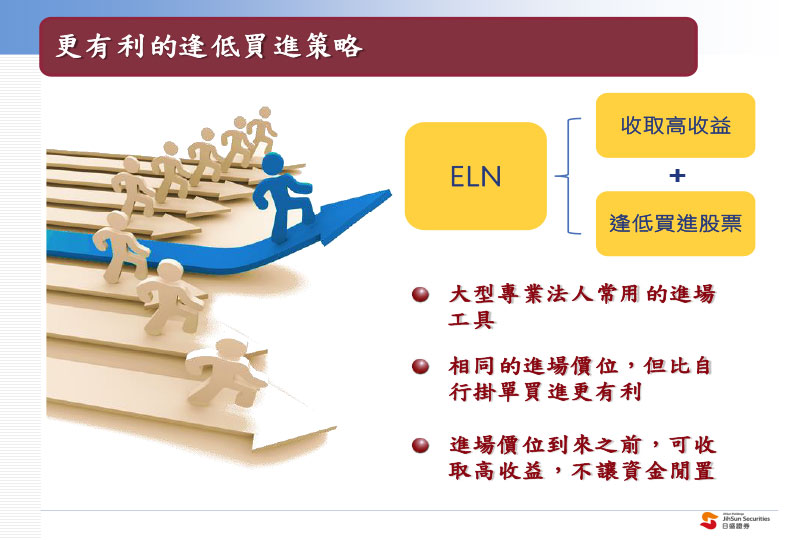 更有利的逢低買進策略
收取高收益
ELN
+
逢低買進股票
大型專業法人常用的進場
工具
相同的進場價位，但比自
行掛單買進更有利
進場價位到來之前，可收
取高收益，不讓資金閒置
JihSun Securities
日盛證券